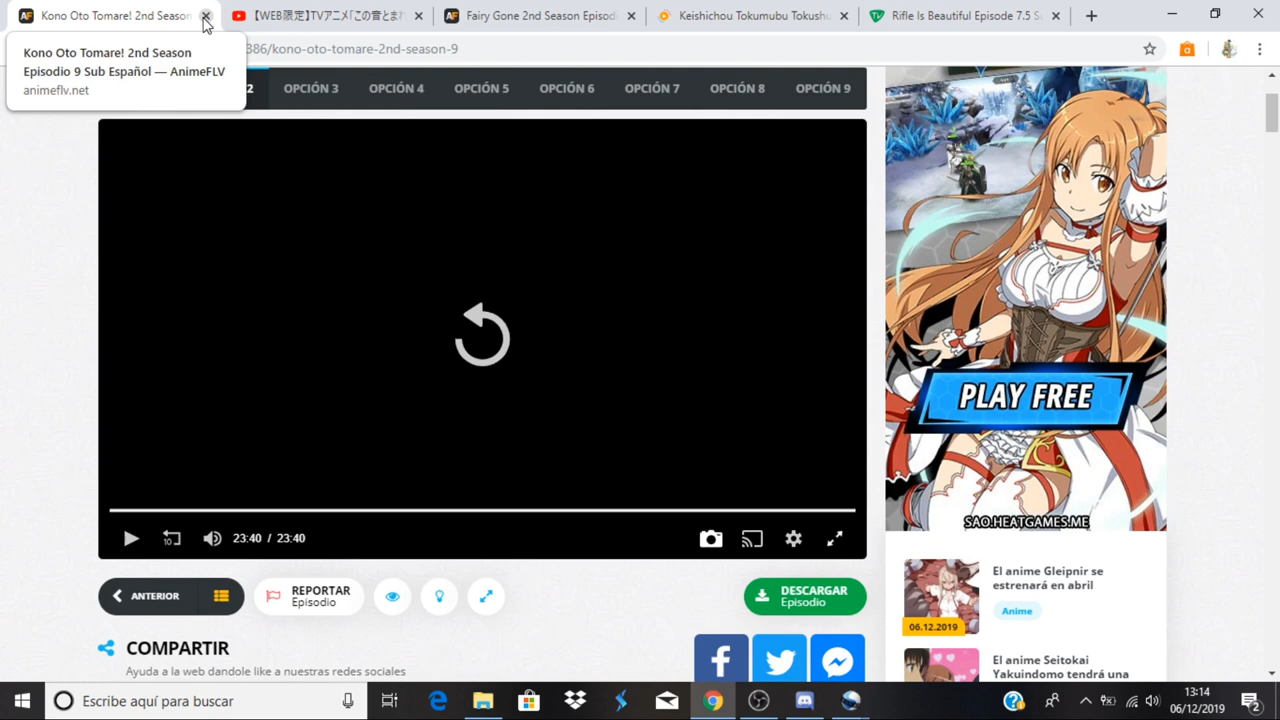 Kono Oto Tomare! 2nd Season
【WEB限定】TVアニメ「この音とまれ
Fairy Gone 2nd Season Episodi
Keishichou Tokumubu Tokushu
Rifle Is Beautiful Episode 7.5 Su
Kono Oto Tomare! 2nd Season
Episodio 9 Sub Español — AnimeFLV
animeflv.net
386/kono-oto-tomare-2nd-season-9
2
OPCIÓN 3
OPCIÓN 4
OPCIÓN 5
OPCIÓN 6
OPCIÓN 7
OPCIÓN 8
OPCIÓN 9
PLAY FREE
SAO.HEATGAMES.ME
10
23:40 / 23:40
ANTERIOR
REPORTAR
Episodio
DESCARGAR
Episodio
El anime Gleipnir se
estrenará en abril
Anime
06.12.2019
COMPARTIR
Ayuda a la web dandole like a nuestras redes sociales
El anime Seitokai
Yakuindomo tendrá una
Escribe aquí para buscar
13:14
06/12/2019
2